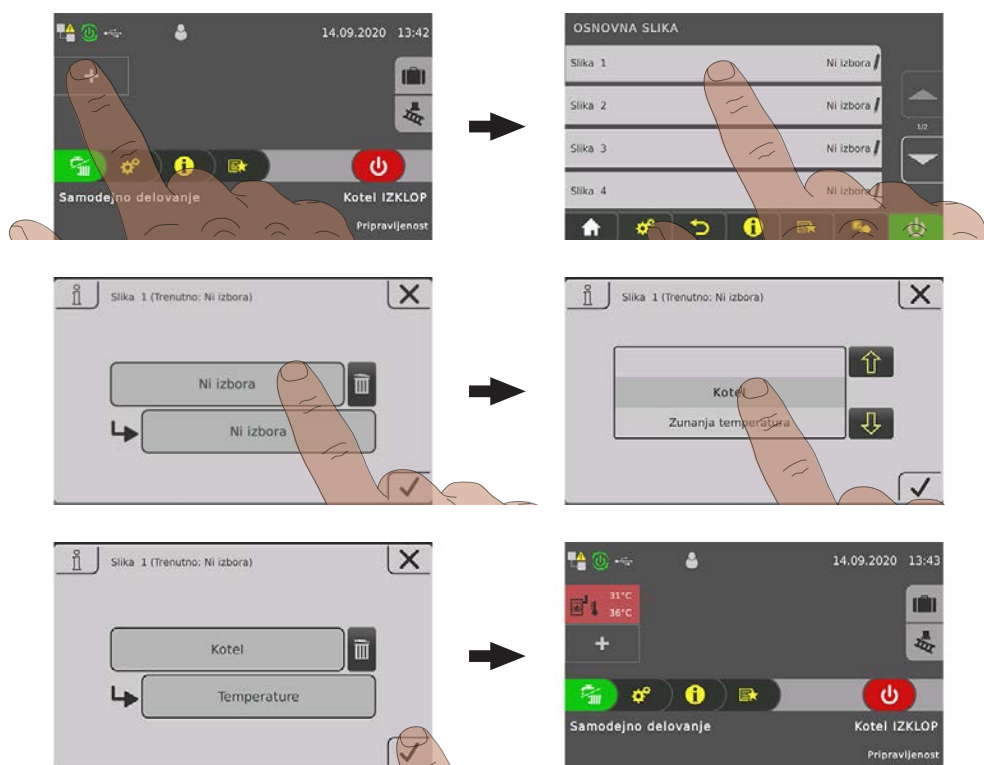 14.09.2020 13:42
+
Samodejno delovanje Kotel IZKLOP
Pripravljenost
OSNOVNA SLIKA
Slika 1 Ni izbora
Slika 2 Ni izbora
1/2
Slika 3 Ni izbora
Slika 4 Ni izbora
Slika 1 (Trenutno: Ni izbora)
Ni izbora
Ni izbora
Slika 1 (Trenutno: Ni izbora)
Kotel
Zunanja temperatura
Slika 1 (Trenutno: Ni izbora)
Kotel
Temperature
14.09.2020 13:43
31°C
36°C
+
Samodejno delovanje Kotel IZKLOP
Pripravljenost